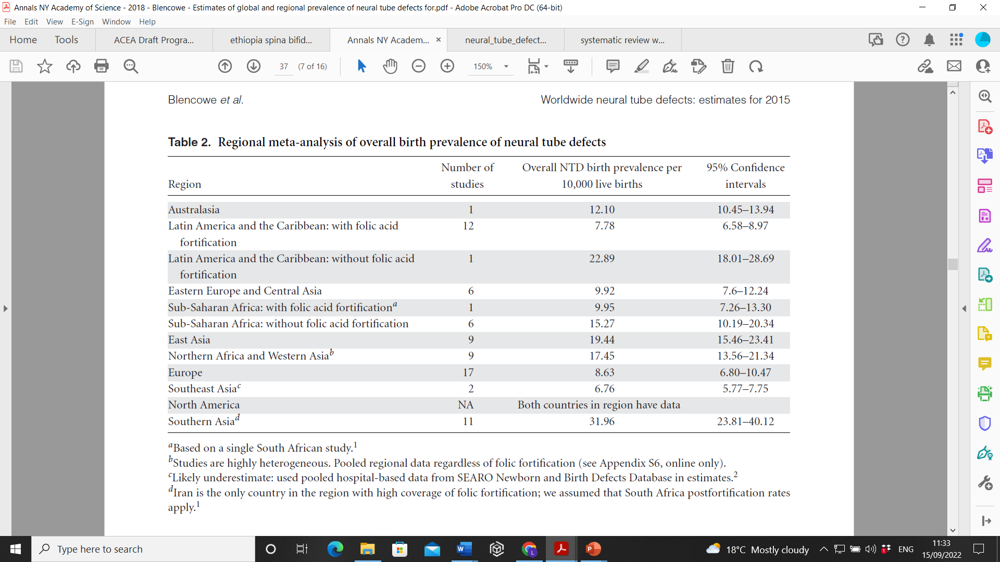 Annals NY Academy of Science - 2018 - Blencowe - Estimates of global and regional prevalence of neural tube defects for.pdf - Adobe Acrobat Pro DC (64-bit)
File Edit View E-Sign Window Help
Home Tools ACEA Draft Progra... ethiopia spina bifid... Annals NY Academ... × neural_tube_defect... systematic review w...
37 (7 of 16) 150%
Blencowe et al. Worldwide neural tube defects: estimates for 2015
Table 2. Regional meta-analysis of overall birth prevalence of neural tube defects
Number of Overall NTD birth prevalence per 95% Confidence
Region studies 10,000 live births intervals
Australasia 1 12.10 10.45–13.94
Latin America and the Caribbean: with folic acid 12 7.78 6.58–8.97
fortification
Latin America and the Caribbean: without folic acid 1 22.89 18.01–28.69
fortification
Eastern Europe and Central Asia 6 9.92 7.6–12.24
Sub-Saharan Africa: with folic acid fortification a 1 9.95 7.26–13.30
Sub-Saharan Africa: without folic acid fortification 6 15.27 10.19–20.34
East Asia 9 19.44 15.46–23.41
Northern Africa and Western Asia b 9 17.45 13.56–21.34
Europe 17 8.63 6.80–10.47
Southeast Asia c 2 6.76 5.77–7.75
North America NA Both countries in region have data
Southern Asia d 11 31.96 23.81–40.12
a Based on a single South African study.1
b Studies are highly heterogeneous. Pooled regional data regardless of folic fortification (see Appendix S6, online only).
c Likely underestimate: used pooled hospital-based data from SEARO Newborn and Birth Defects Database in estimates.2
d Iran is the only country in the region with high coverage of folic fortification; we assumed that South Africa postfortification rates
apply.1
Type here to search 18°C Mostly cloudy ENG 11:33
15/09/2022